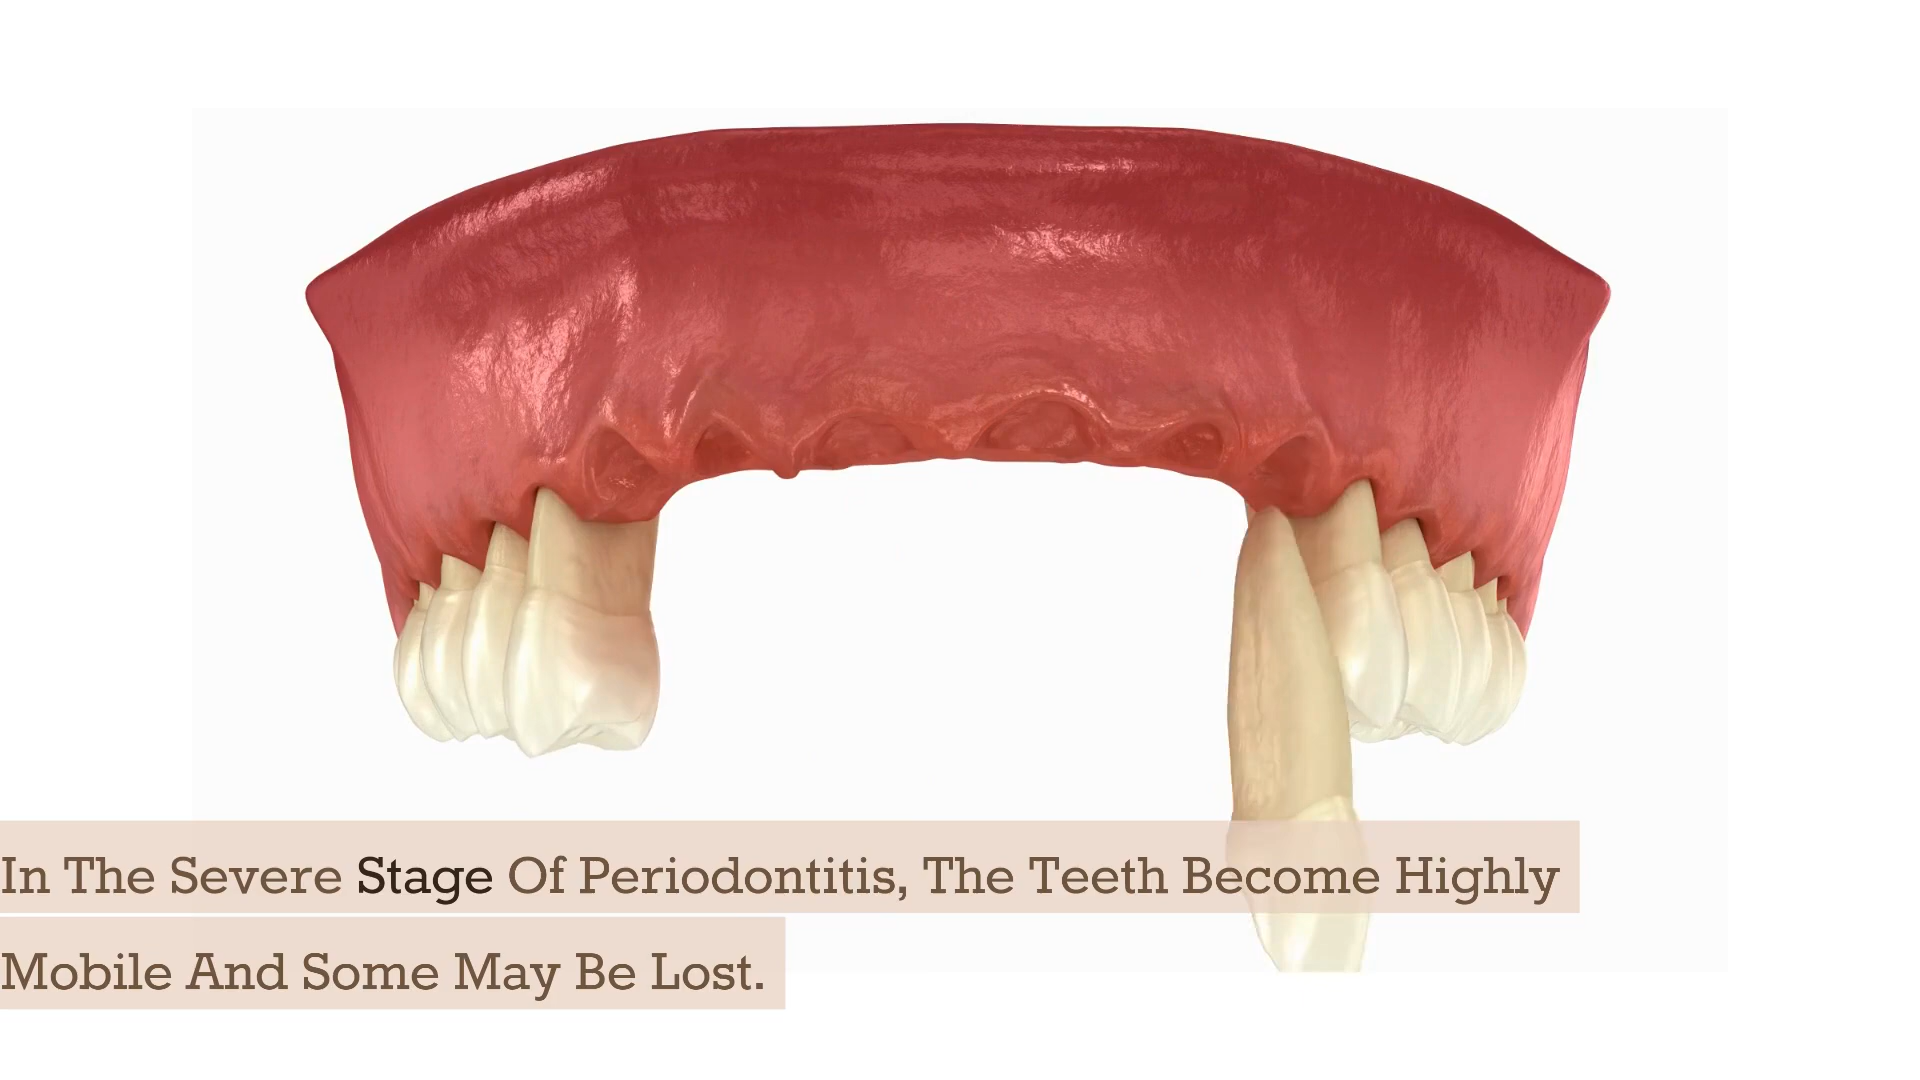 In The Severe Stage Of Periodontitis, The Teeth Become Highly
Mobile And Some May Be Lost.